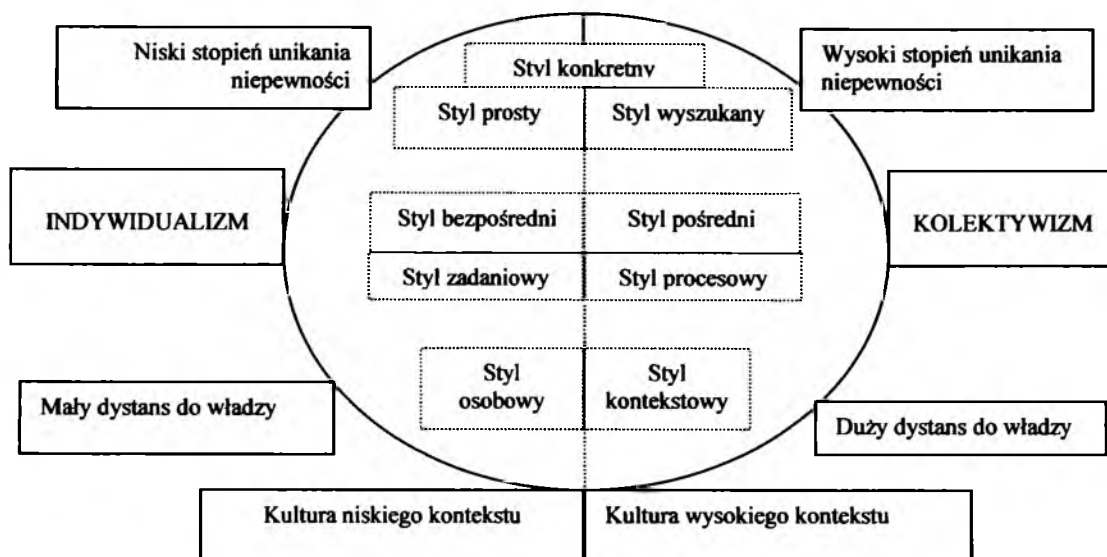 Niski stopień unikania
niepewności
Wysoki stopień unikania
niepewności
Styl konkretny
Styl prosty
Styl wyszukany
INDYWIDUALIZM
Styl bezpośredni
Styl pośredni
KOLEKTYWIZM
Styl zadaniowy
Styl procesowy
Styl
osobowy
Styl
kontekstowy
Mały dystans do władzy
Duży dystans do władzy
Kultura niskiego kontekstu
Kultura wysokiego kontekstu